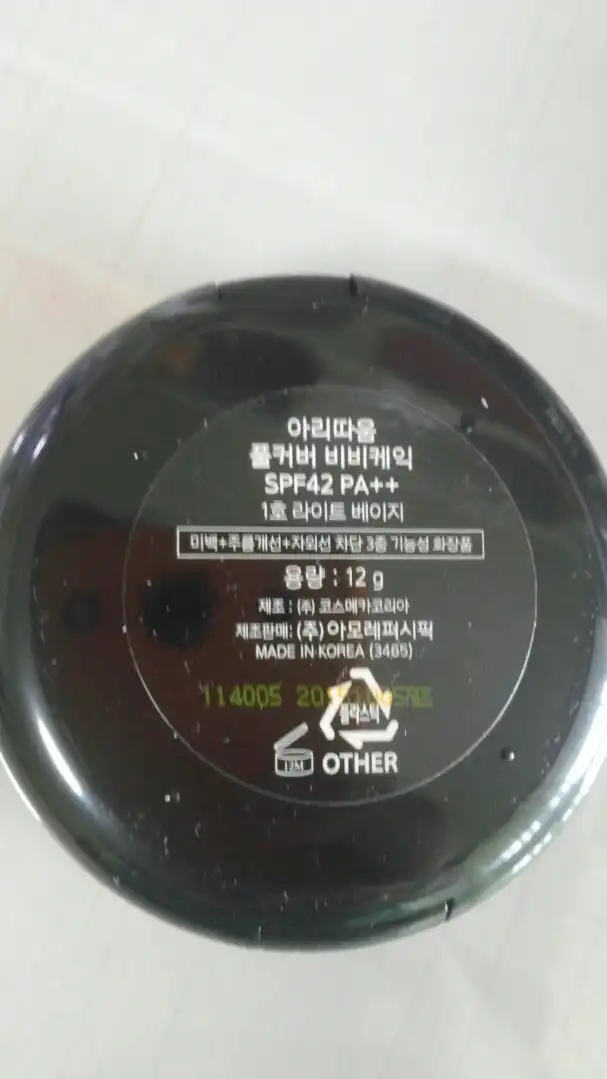 아리따움
풀커버 비비케익
SPF42 PA++
1호 라이트 베이지
미백+주름개선+자외선 차단 3중 기능성 화장품
용량 : 12 g
제조 : (주) 코스메카코리아
제조판매: (주)아모레퍼시픽
MADE IN KOREA (3465)
114005
플라스틱
12M
OTHER